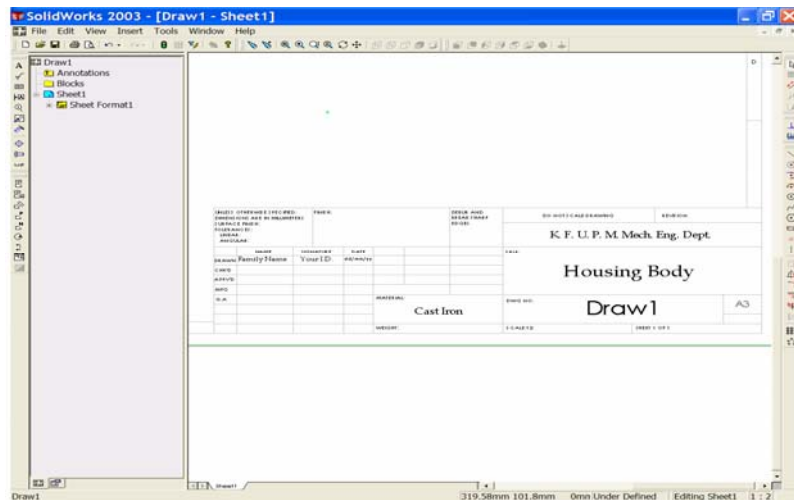 SolidWorks 2003 - [Draw1 - Sheet1]
File Edit View Insert Tools Window Help
Draw1
Annotations
Blocks
Sheet1
Sheet Format1
D
UNLESS OTHERWISE SPECIFIED:
DIMENSIONS ARE IN MILLIMETERS
SURFACE FINISH:
TOLERANCES:
LINEAR:
ANGULAR:
FINISH:
DEBUR AND
BREAK SHARP
EDGES
DO NOT SCALE DRAWING
REVISION
K. F. U. P. M. Mech. Eng. Dept.
NAME SIGNATURE DATE
TITLE:
DRAWN Family Name Your I.D.
CHK'D
APPV'D
MFG
Q.A
Housing Body
MATERIAL:
Cast Iron
DWG NO.
Draw1
A3
WEIGHT:
SCALE:1:2
SHEET 1 OF 1
Sheet1
Draw1 319.58mm 101.8mm 0mm Under Defined Editing Sheet1 1 : 2